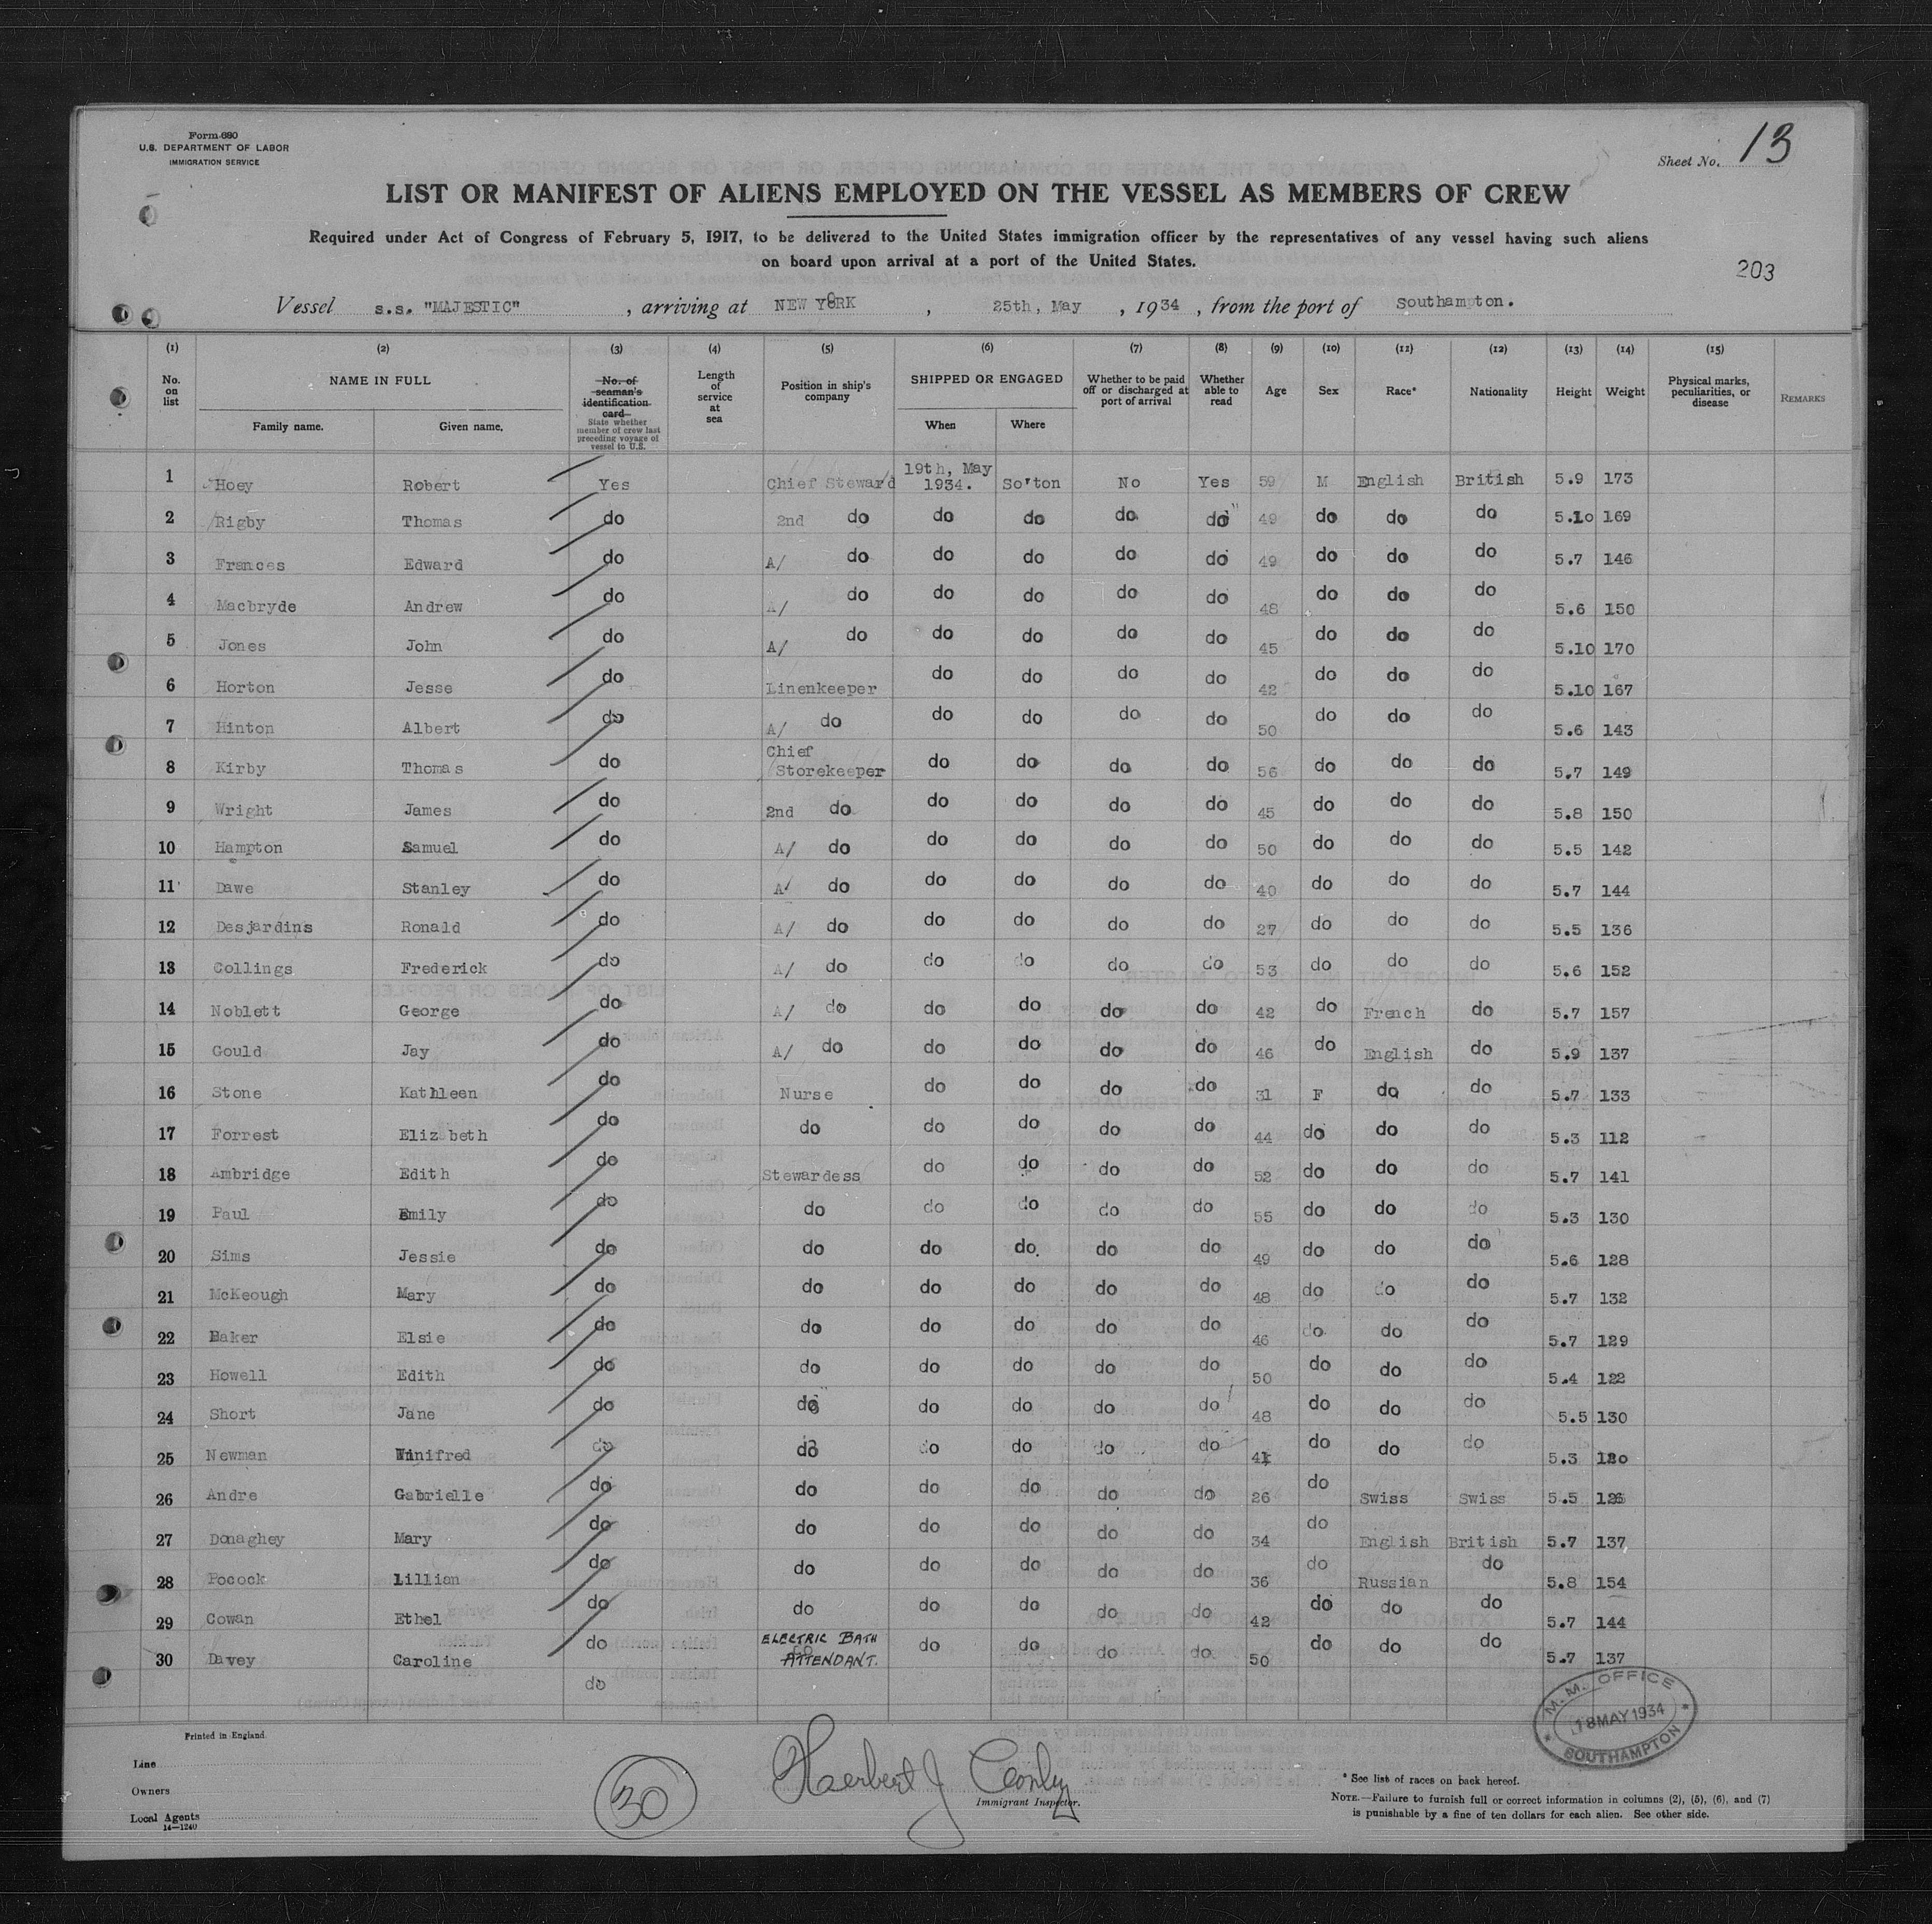 Form 680
U.S. DEPARTMENT OF LABOR
IMMIGRATION SERVICE
Sheet No. 13
LIST OR MANIFEST OF ALIENS EMPLOYED ON THE VESSEL AS MEMBERS OF CREW
Required under Act of Congress of February 5, 1917, to be delivered to the United States immigration officer by the representatives of any vessel having such aliens
on board upon arrival at a port of the United States.
203
Vessel s.s. "MAJESTIC" , arriving at NEW YORK , 25th, May , 1934 , from the port of Southampton.
(1) (2) (3) (4) (5) (6) (7) (8) (9) (10) (11) (12) (13) (14) (15)
No. on list NAME IN FULL Family name. Given name. No. of seaman's identification card State whether member of crew last preceding voyage of vessel to U.S. Length of service at sea Position in ship's company SHIPPED OR ENGAGED When Where Whether to be paid off or discharged at port of arrival Whether able to read Age Sex Race* Nationality Height Weight Physical marks, peculiarities, or disease REMARKS
1 Hoey Robert Yes Chief Steward 19th, May 1934. So'ton No Yes 59 M English British 5.9 173
2 Rigby Thomas do 2nd do do do do do 49 do do do 5.10 169
3 Frances Edward do A/ do do do do do 49 do do do 5.7 146
4 Macbryde Andrew do A/ do do do do do 48 do do do 5.6 150
5 Jones John do A/ do do do do do 45 do do do 5.10 170
6 Horton Jesse do Linenkeeper do do do do 42 do do do 5.10 167
7 Hinton Albert do A/ do do do do do 50 do do do 5.6 143
8 Kirby Thomas do Chief Storekeeper do do do do 56 do do do 5.7 149
9 Wright James do 2nd do do do do do 45 do do do 5.8 150
10 Hampton Samuel do A/ do do do do do 50 do do do 5.5 142
11 Dawe Stanley do A/ do do do do do 40 do do do 5.7 144
12 Desjardins Ronald do A/ do do do do do 27 do do do 5.5 136
13 Collings Frederick do A/ do do do do do 53 do do do 5.6 152
14 Noblett George do A/ do do do do do 42 do French do 5.7 157
15 Gould Jay do A/ do do do do do 46 do English do 5.9 137
16 Stone Kathleen do Nurse do do do do 31 F do do 5.7 133
17 Forrest Eliz beth do do do do do do 44 do do do 5.3 112
18 Ambridge Edith do Stewardess do do do do 52 do do do 5.7 141
19 Paul Emily do do do do do do 55 do do do 5.3 130
20 Sims Jessie do do do do do do 49 do do do 5.6 128
21 McKeough Mary do do do do do do 48 do do do 5.7 132
22 Baker Elsie do do do do do do 46 do do do 5.7 129
23 Howell Edith do do do do do do 50 do do do 5.4 122
24 Short Jane do do do do do do 48 do do do 5.5 130
25 Newman Winifred do do do do do do do do do 5.3 120
26 Andre Gabrielle do do do do do do 26 do Swiss Swiss 5.5 126
27 Donaghey Mary do do do do do do 34 do English British 5.7 137
28 Pocock Lillian do do do do do do 36 do Russian do 5.8 154
29 Cowan Ethel do do do do do do 42 do do do 5.7 144
30 Davey Caroline do ELECTRIC BATH ATTENDANT. do do do do 50 do do do 5.7 137
do
M.M. OFFICE
18 MAY 1934
SOUTHAMPTON
Printed in England.
Line
Owners
Local Agents
14—1240
30
Herbert J Conly
Immigrant Inspector.
* See list of races on back hereof.
NOTE.—Failure to furnish full or correct information in columns (2), (5), (6), and (7)
is punishable by a fine of ten dollars for each alien. See other side.